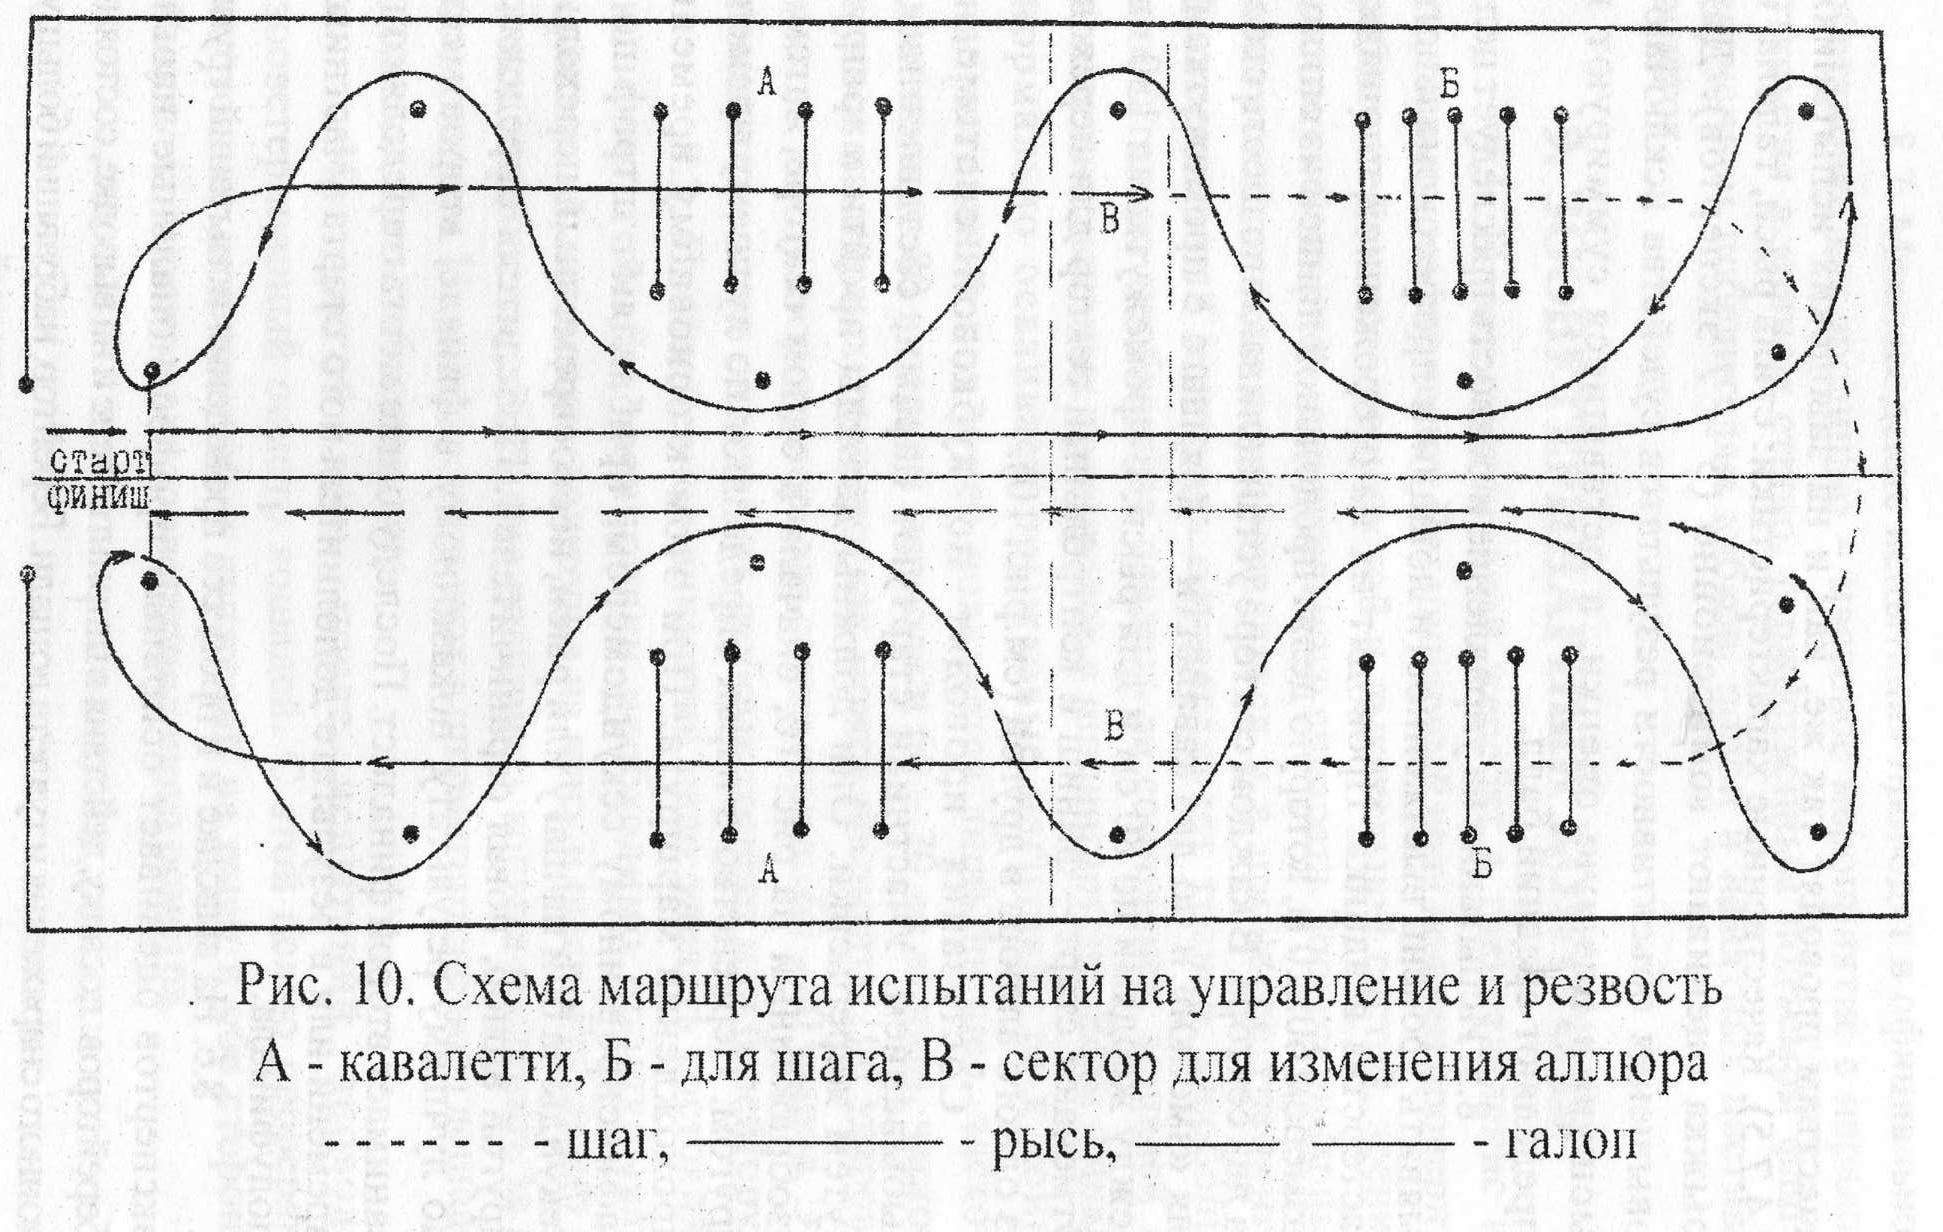 А Б
В
старт
финиш
В
А Б
Рис. 10. Схема маршрута испытаний на управление и резвость
А - кавалетти, Б - для шага, В - сектор для изменения аллюра
- - - - - - - шаг, ———— - рысь, —— —— - галоп